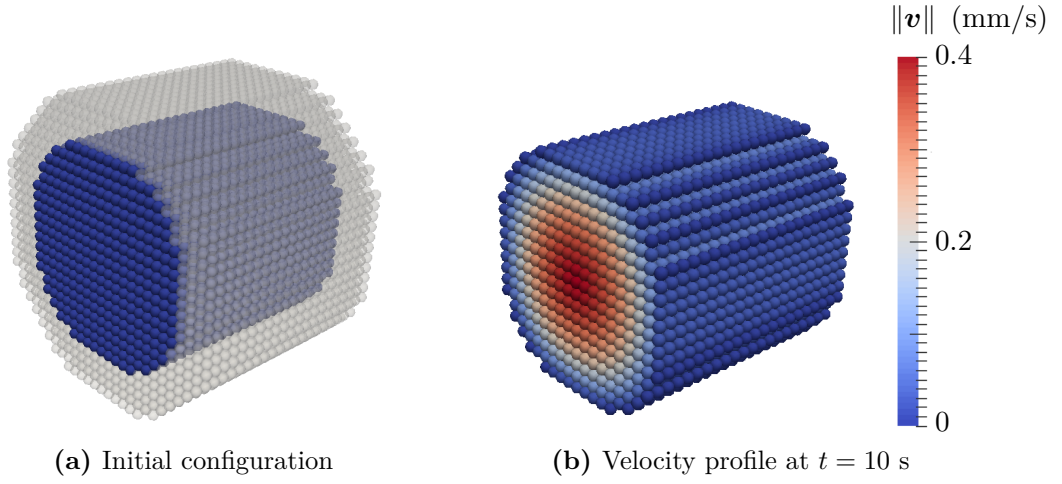 ‖v‖ (mm/s)
0.4
0.2
0
(a) Initial configuration
(b) Velocity profile at t = 10 s